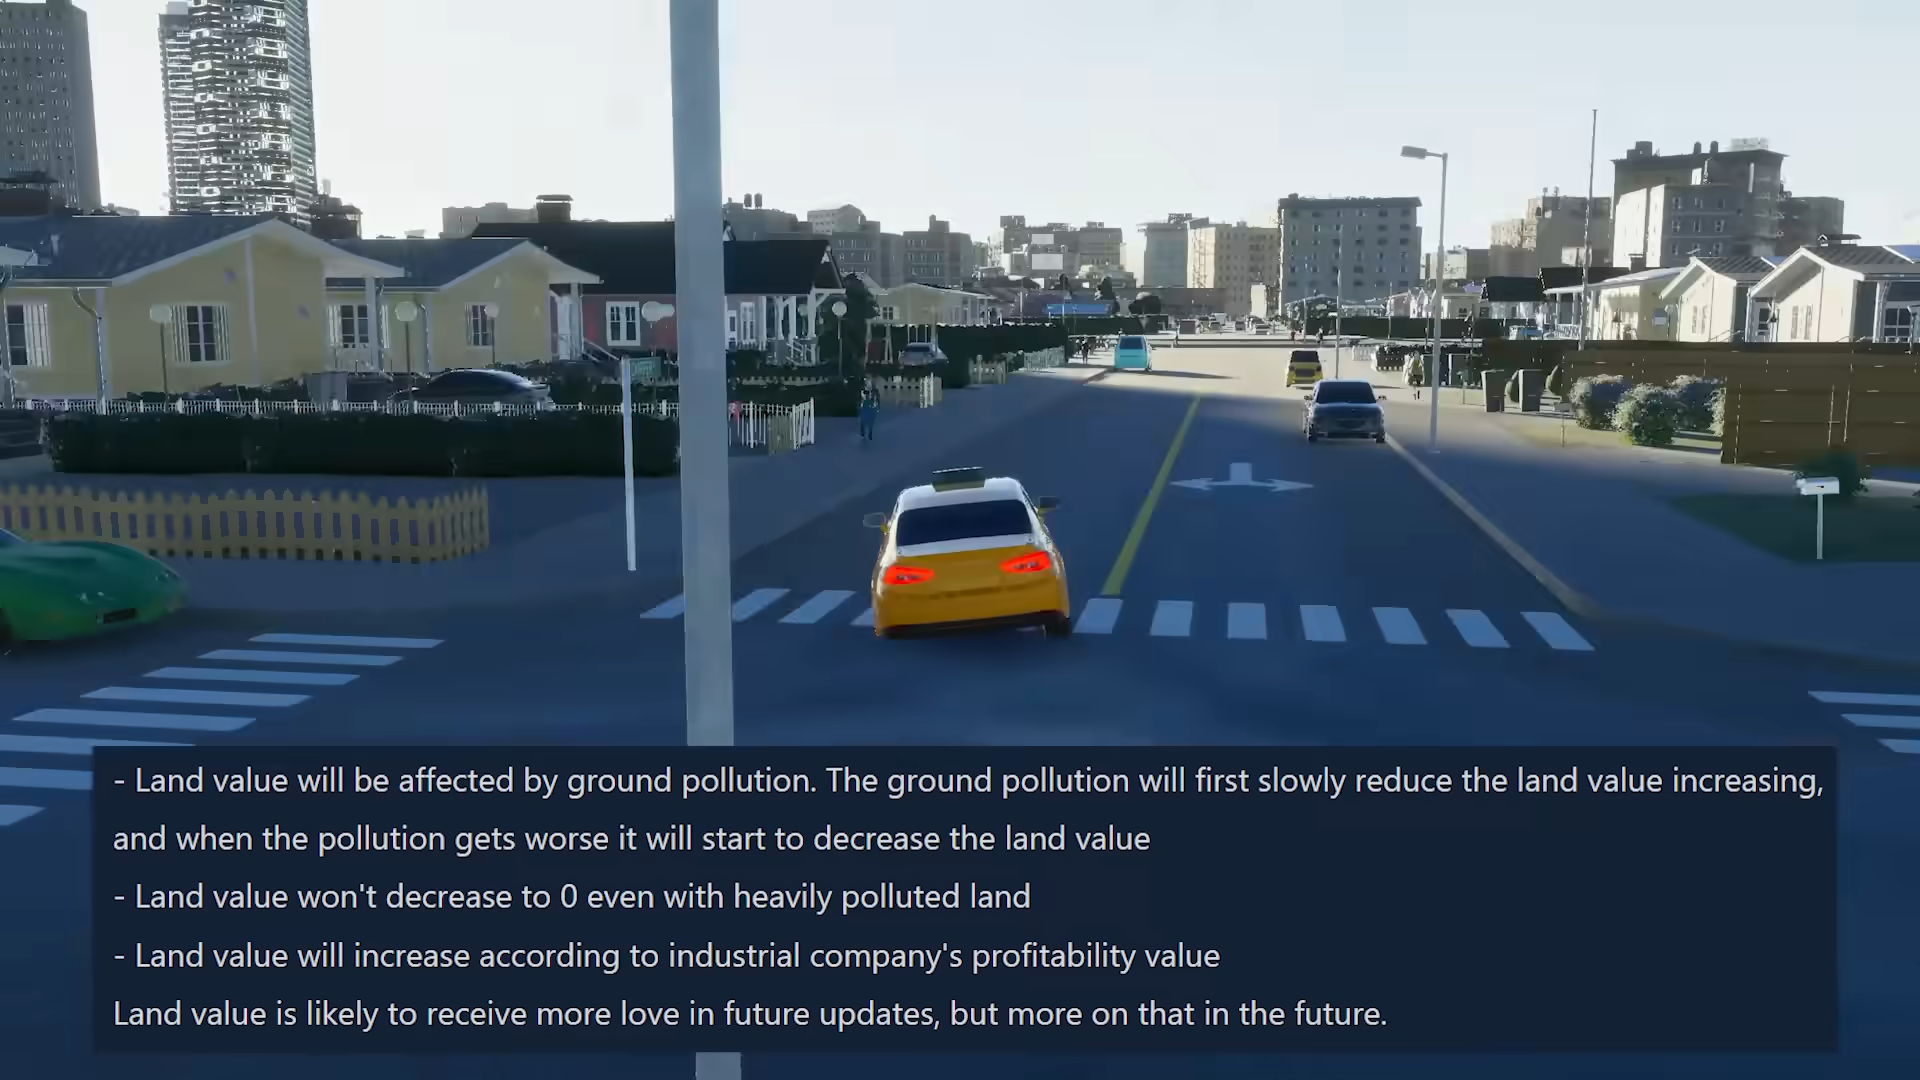 - Land value will be affected by ground pollution. The ground pollution will first slowly reduce the land value increasing,
and when the pollution gets worse it will start to decrease the land value
- Land value won't decrease to 0 even with heavily polluted land
- Land value will increase according to industrial company's profitability value
Land value is likely to receive more love in future updates, but more on that in the future.